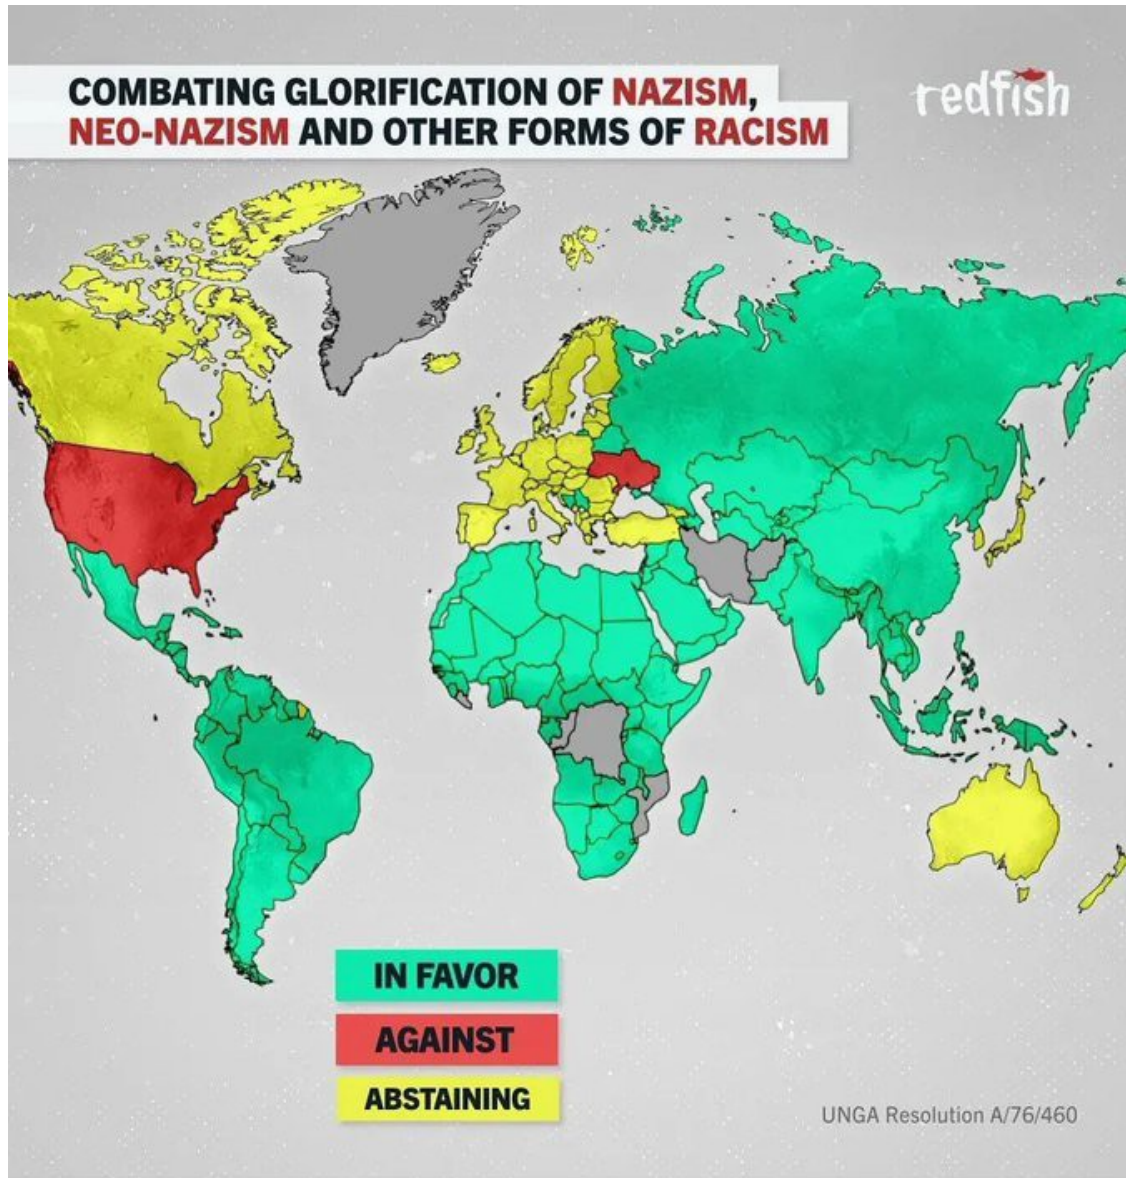 COMBATING GLORIFICATION OF NAZISM,
NEO-NAZISM AND OTHER FORMS OF RACISM
redfish
IN FAVOR
AGAINST
ABSTAINING
UNGA Resolution A/76/460